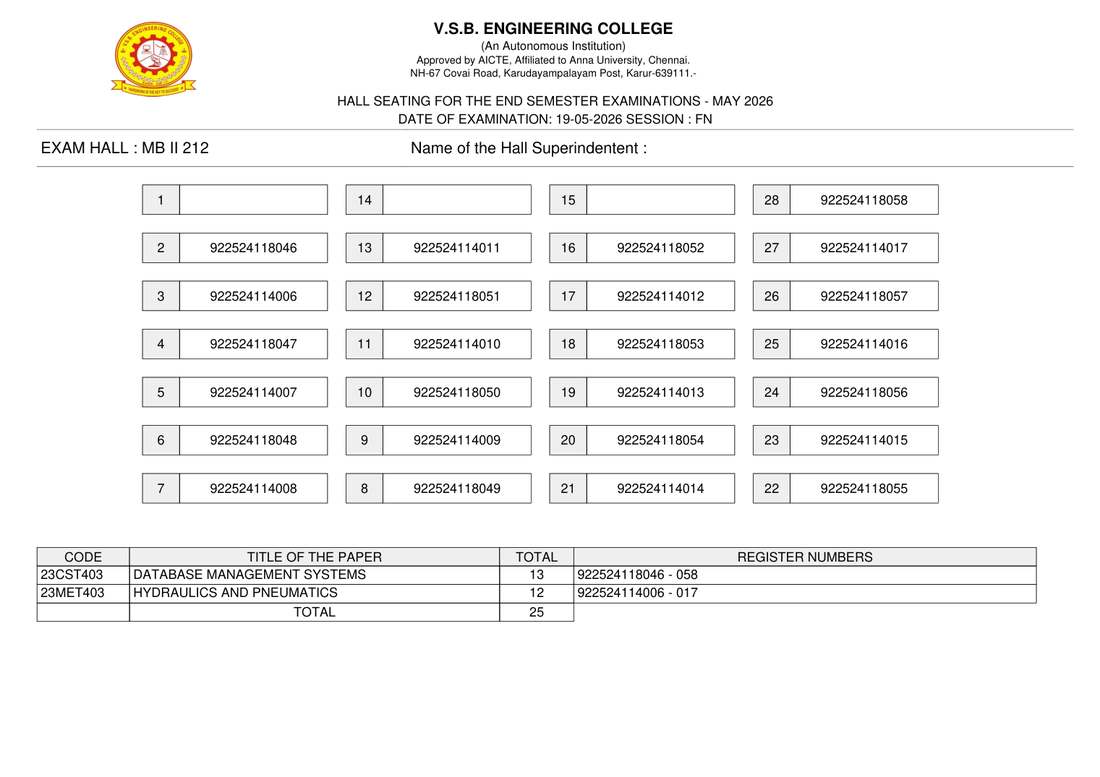 V.S.B. ENGINEERING COLLEGE
(An Autonomous Institution)
Approved by AICTE, Affiliated to Anna University, Chennai.
NH-67 Covai Road, Karudayampalayam Post, Karur-639111.-
HALL SEATING FOR THE END SEMESTER EXAMINATIONS - MAY 2026
DATE OF EXAMINATION: 19-05-2026 SESSION : FN
EXAM HALL : MB II 212 Name of the Hall Superindentent :
1 14 15 28 922524118058
2 922524118046 13 922524114011 16 922524118052 27 922524114017
3 922524114006 12 922524118051 17 922524114012 26 922524118057
4 922524118047 11 922524114010 18 922524118053 25 922524114016
5 922524114007 10 922524118050 19 922524114013 24 922524118056
6 922524118048 9 922524114009 20 922524118054 23 922524114015
7 922524114008 8 922524118049 21 922524114014 22 922524118055
CODE TITLE OF THE PAPER TOTAL REGISTER NUMBERS
23CST403 DATABASE MANAGEMENT SYSTEMS 13 922524118046 - 058
23MET403 HYDRAULICS AND PNEUMATICS 12 922524114006 - 017
TOTAL 25